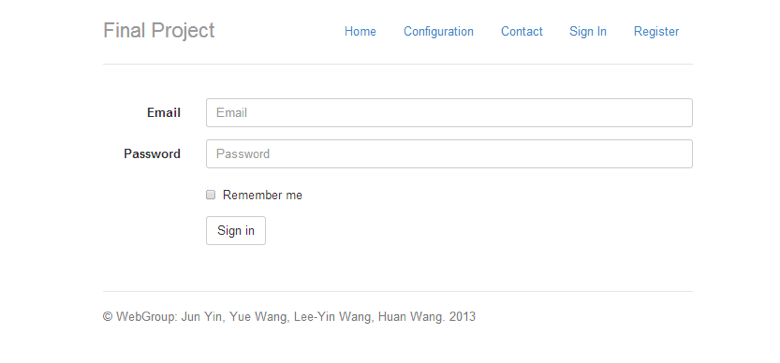 Final Project Home Configuration Contact Sign In Register
Email Email
Password Password
Remember me
Sign in
© WebGroup: Jun Yin, Yue Wang, Lee-Yin Wang, Huan Wang. 2013